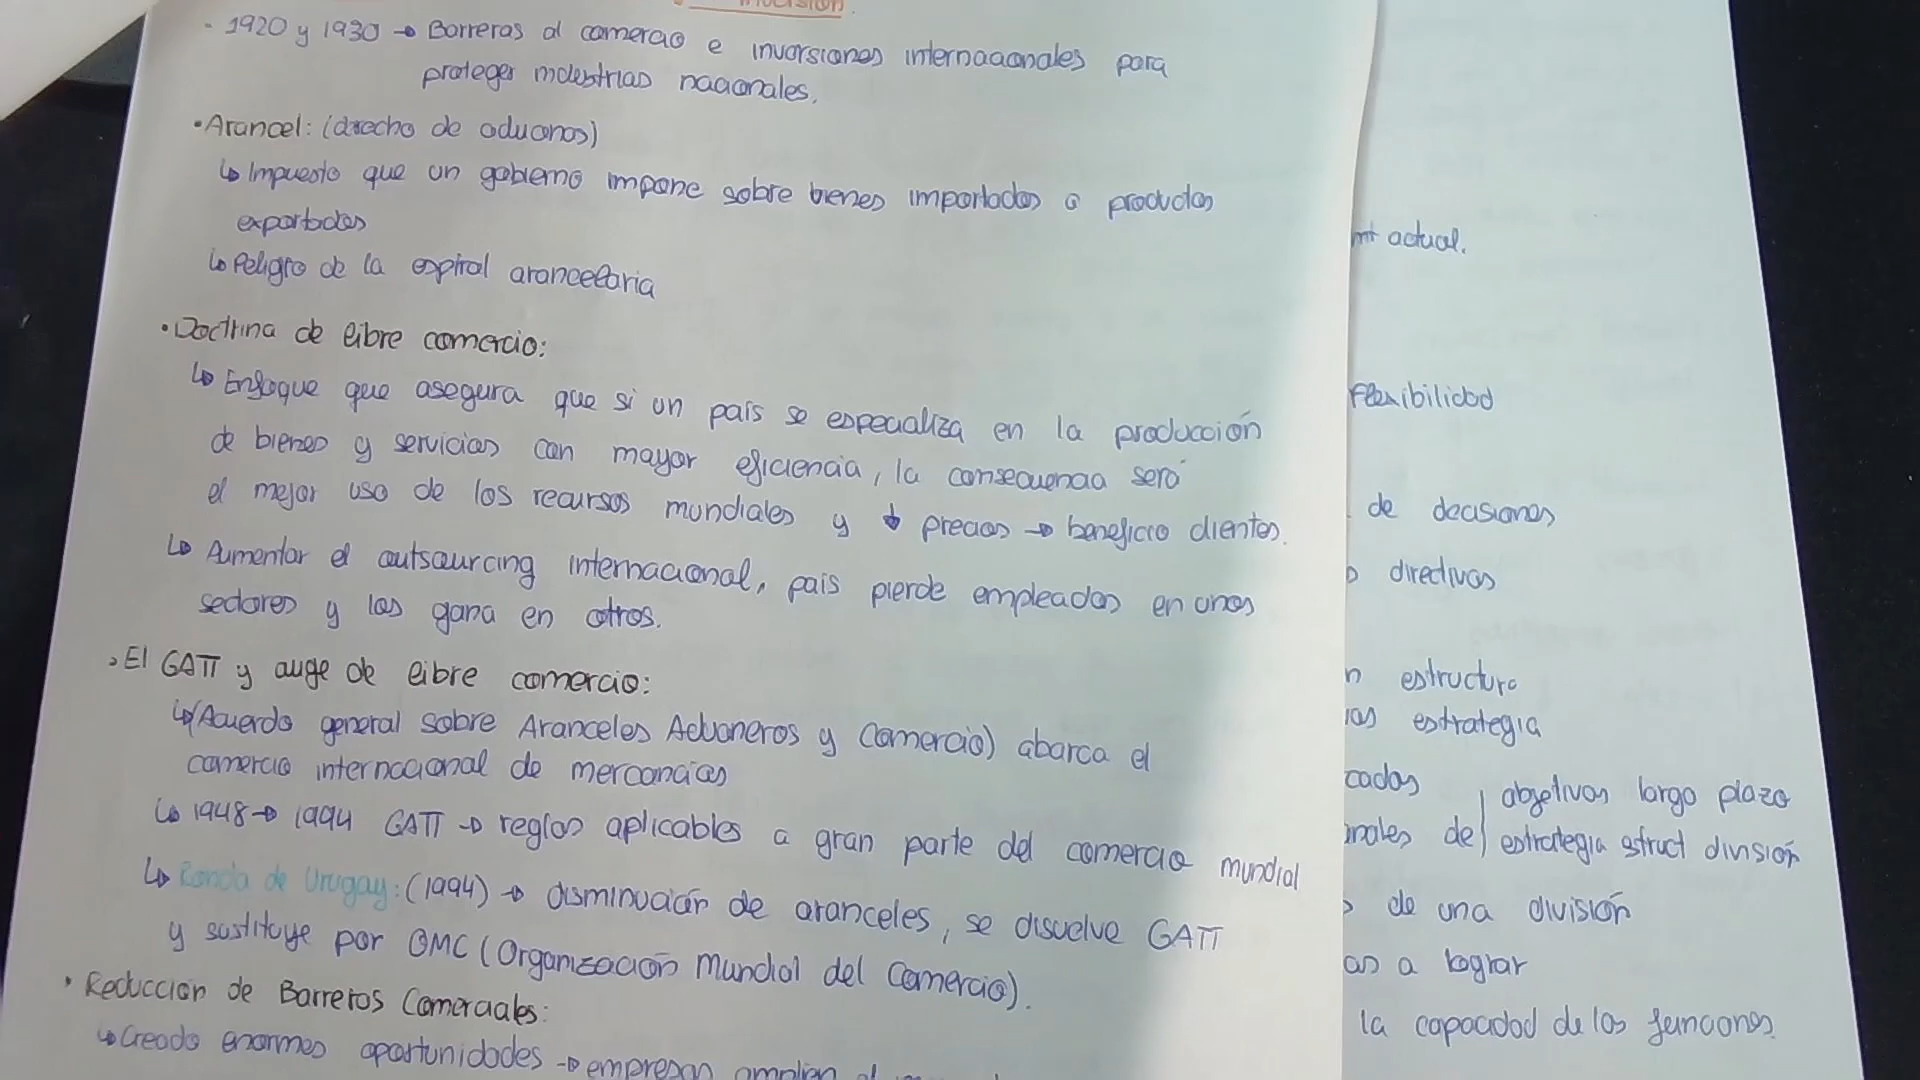 inversión.
- 1920 y 1930 → Barreras al comercio e inversiones internacionales para
proteger industrias nacionales.
• Arancel: (drecho de aduanas)
↳ Impuesto que un gobierno impone sobre bienes importados o productos
exportados
↳ Peligro de la espiral arancelaria
• Doctrina de libre comercio:
↳ Enfoque que asegura que si un país se especializa en la producción
de bienes y servicios con mayor eficiencia, la consecuencia será
el mejor uso de los recursos mundiales y ↓ precios → beneficio clientes.
↳ Aumentar el outsourcing internacional, país pierde empleados en unos
sectores y los gana en otros.
• El GATT y auge de libre comercio:
↳ (Acuerdo general sobre Aranceles Aduaneros y Comercio) abarca el
comercio internacional de mercancías
↳ 1948 → 1994 GATT → reglas aplicables a gran parte del comercio mundial
↳ Ronda de Urugay: (1994) → disminución de aranceles, se disuelve GATT
y sustituye por OMC (Organización Mundial del Comercio).
• Reducción de Barreros Comerciales:
↳ Creado enormes oportunidades → empresas amplien el
mt actual.
flexibilidad
de decisiones
directivos
estructura
las estrategia
cados
objetivos largo plazo
onales de estrategia struct división
de una división
as a lograr
la capacidad de las funciones.